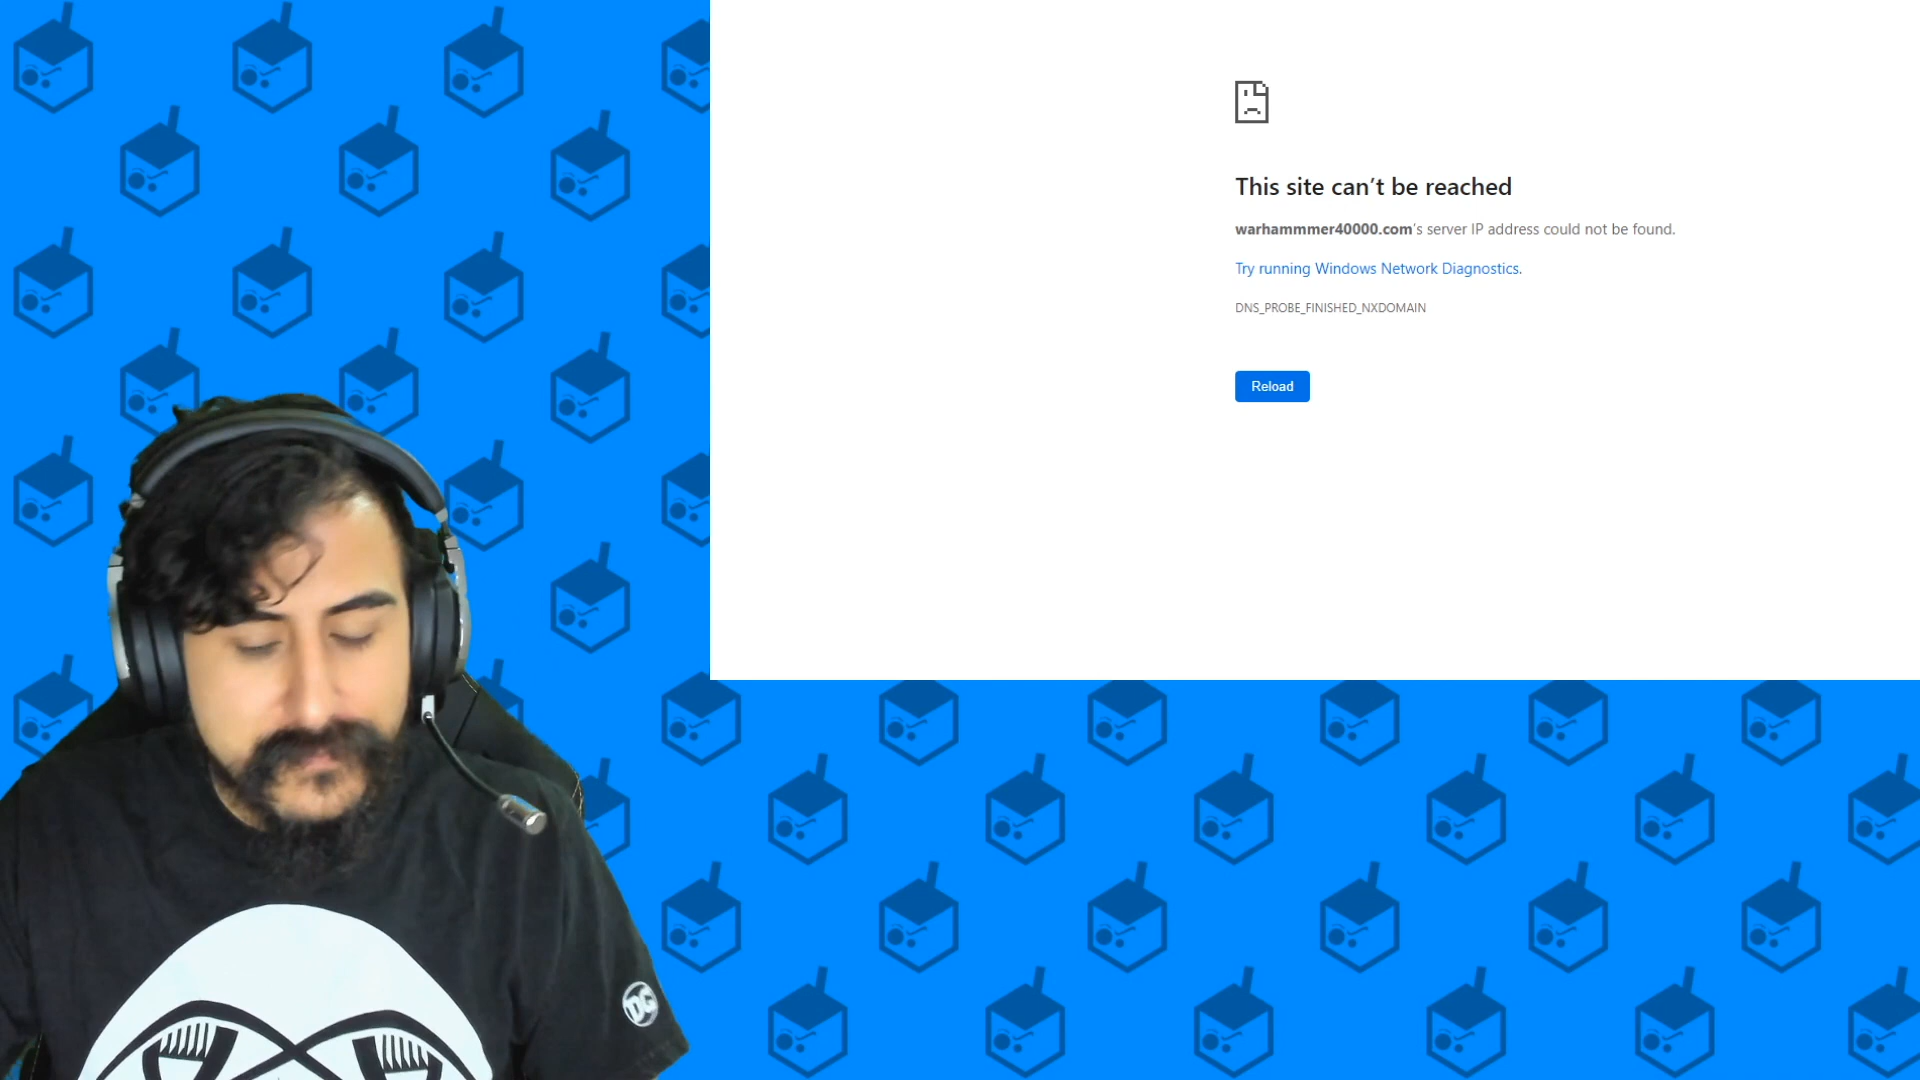 This site can't be reached
warhammmer40000.com's server IP address could not be found.
Try running Windows Network Diagnostics.
DNS_PROBE_FINISHED_NXDOMAIN
Reload
DC